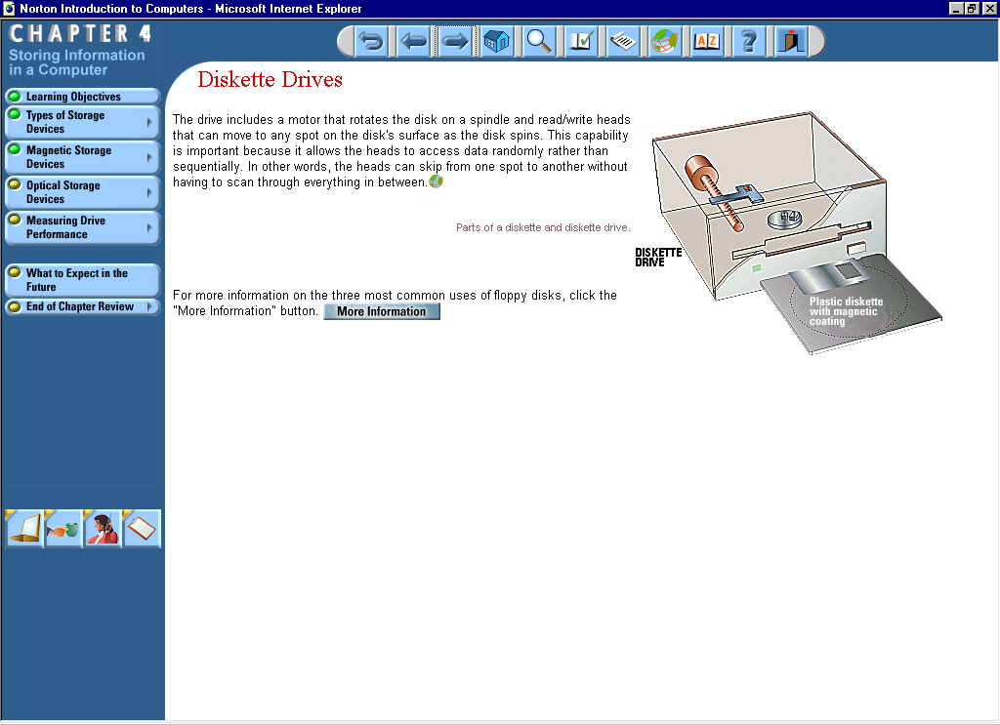 Norton Introduction to Computers - Microsoft Internet Explorer
CHAPTER 4
Storing Information
in a Computer
Learning Objectives
Types of Storage
Devices
Magnetic Storage
Devices
Optical Storage
Devices
Measuring Drive
Performance
What to Expect in the
Future
End of Chapter Review
A Z
?
Diskette Drives
The drive includes a motor that rotates the disk on a spindle and read/write heads
that can move to any spot on the disk's surface as the disk spins. This capability
is important because it allows the heads to access data randomly rather than
sequentially. In other words, the heads can skip from one spot to another without
having to scan through everything in between.
Parts of a diskette and diskette drive.
For more information on the three most common uses of floppy disks, click the
"More Information" button. More Information
DISKETTE
DRIVE
Plastic diskette
with magnetic
coating